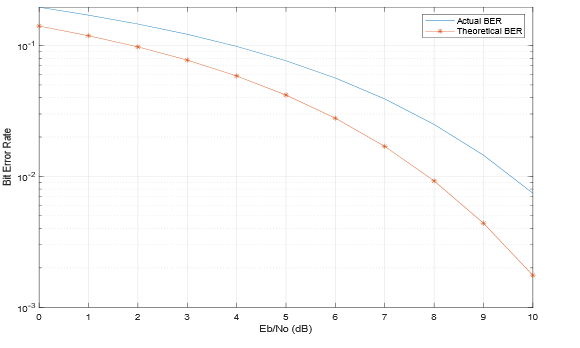 Actual BER
Theoretical BER
Bit Error Rate
10-1
10-2
10-3
0 1 2 3 4 5 6 7 8 9 10
Eb/No (dB)